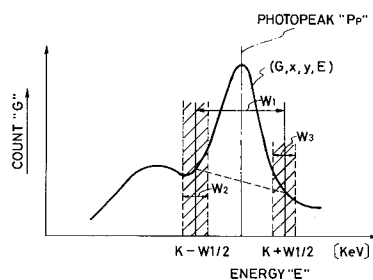 PHOTOPEAK "PP"
(G, x, y, E)
W1
W3
W2
COUNT "G"
K-W1/2
K+W1/2
[KeV]
ENERGY "E"